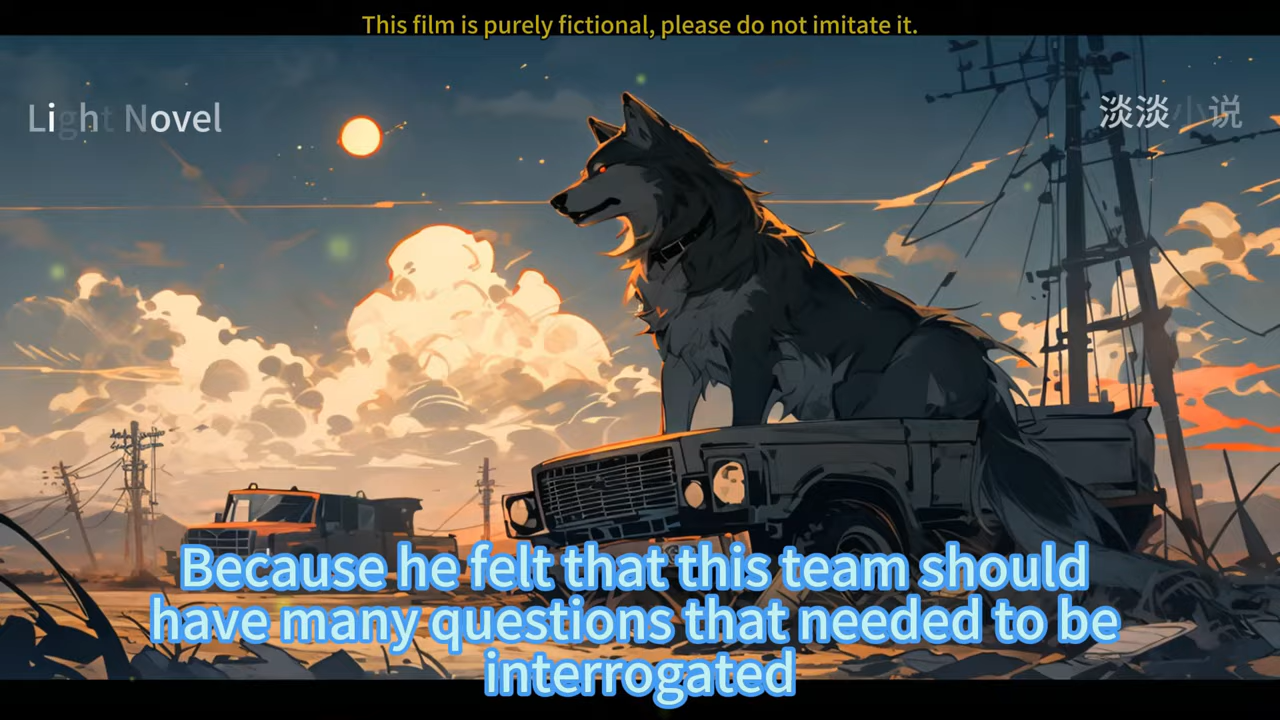 This film is purely fictional, please do not imitate it.
Light Novel
淡淡小说
Because he felt that this team should
have many questions that needed to be
interrogated